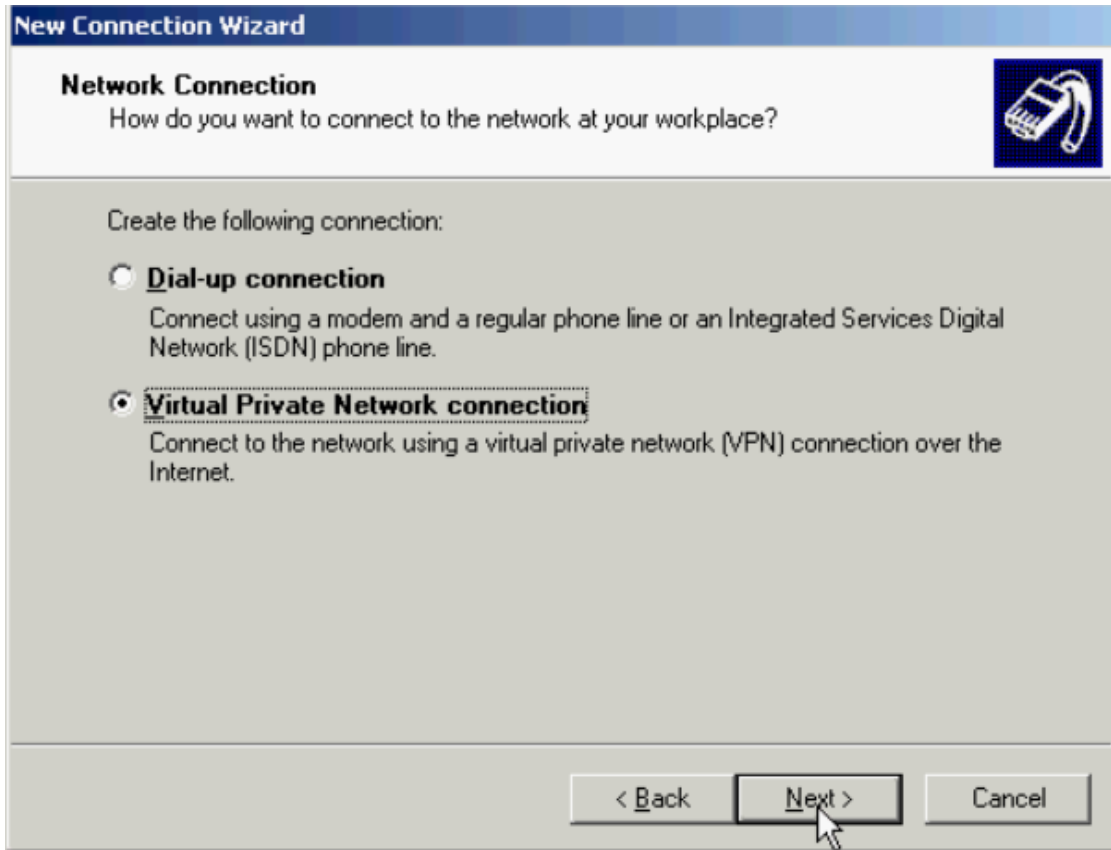 New Connection Wizard
Network Connection
How do you want to connect to the network at your workplace?
Create the following connection:
Dial-up connection
Connect using a modem and a regular phone line or an Integrated Services Digital
Network (ISDN) phone line.
Virtual Private Network connection
Connect to the network using a virtual private network (VPN) connection over the
Internet.
< Back
Next >
Cancel